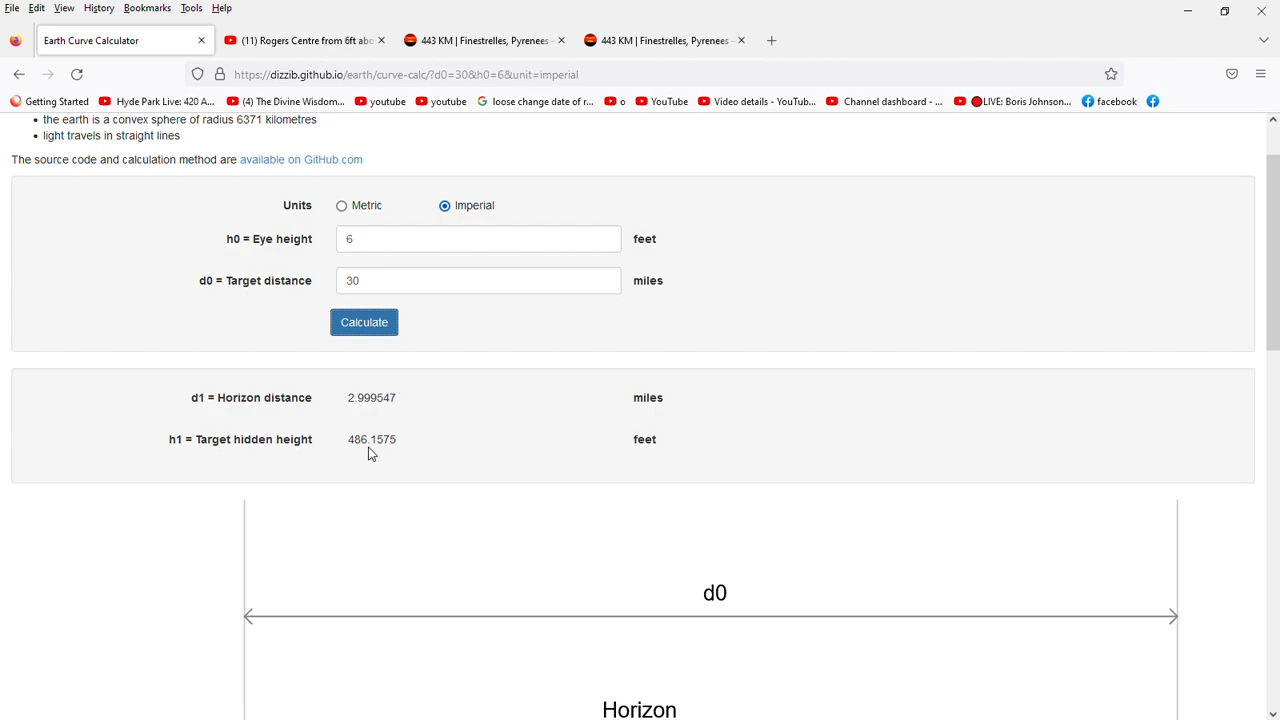 File Edit View History Bookmarks Tools Help
Earth Curve Calculator
(11) Rogers Centre from 6ft abo
443 KM | Finestrelles, Pyrenees –
443 KM | Finestrelles, Pyrenees –
https://dizzib.github.io/earth/curve-calc/?d0=30&h0=6&unit=imperial
Getting Started Hyde Park Live: 420 A... (4) The Divine Wisdom... youtube youtube loose change date of r... o YouTube Video details - YouTub... Channel dashboard - ... 🔴LIVE: Boris Johnson... facebook
• the earth is a convex sphere of radius 6371 kilometres
• light travels in straight lines
The source code and calculation method are available on GitHub.com
Units Metric Imperial
h0 = Eye height 6 feet
d0 = Target distance 30 miles
Calculate
d1 = Horizon distance 2.999547 miles
h1 = Target hidden height 486.1575 feet
d0
Horizon